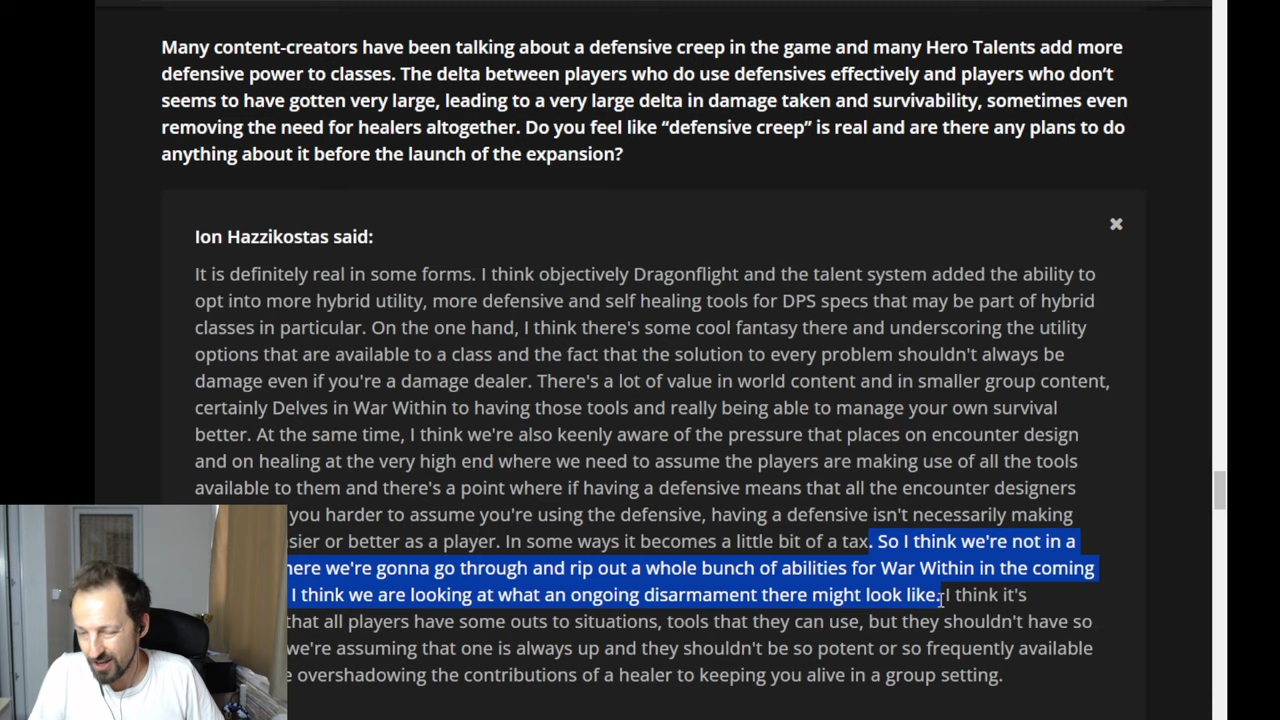 Many content-creators have been talking about a defensive creep in the game and many Hero Talents add more
defensive power to classes. The delta between players who do use defensives effectively and players who don’t
seems to have gotten very large, leading to a very large delta in damage taken and survivability, sometimes even
removing the need for healers altogether. Do you feel like “defensive creep” is real and are there any plans to do
anything about it before the launch of the expansion?
Ion Hazzikostas said:
It is definitely real in some forms. I think objectively Dragonflight and the talent system added the ability to
opt into more hybrid utility, more defensive and self healing tools for DPS specs that may be part of hybrid
classes in particular. On the one hand, I think there's some cool fantasy there and underscoring the utility
options that are available to a class and the fact that the solution to every problem shouldn't always be
damage even if you're a damage dealer. There's a lot of value in world content and in smaller group content,
certainly Delves in War Within to having those tools and really being able to manage your own survival
better. At the same time, I think we're also keenly aware of the pressure that places on encounter design
and on healing at the very high end where we need to assume the players are making use of all the tools
available to them and there's a point where if having a defensive means that all the encounter designers
you harder to assume you're using the defensive, having a defensive isn't necessarily making
or better as a player. In some ways it becomes a little bit of a tax. So I think we're not in a
we're gonna go through and rip out a whole bunch of abilities for War Within in the coming
I think we are looking at what an ongoing disarmament there might look like. I think it's
that all players have some outs to situations, tools that they can use, but they shouldn't have so
we're assuming that one is always up and they shouldn't be so potent or so frequently available
overshadowing the contributions of a healer to keeping you alive in a group setting.